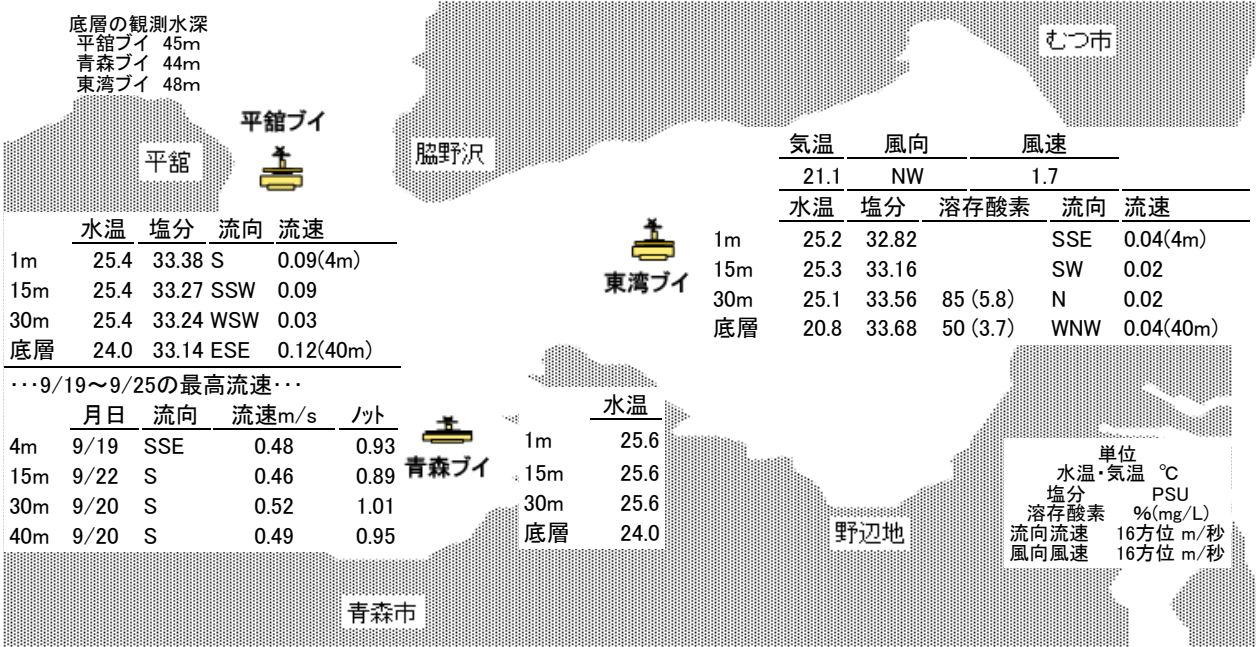 底層の観測水深
平舘ブイ 45m
青森ブイ 44m
東湾ブイ 48m
むつ市
平舘ブイ
平舘
脇野沢
気温 風向 風速
21.1 NW 1.7
水温 塩分 溶存酸素 流向 流速
1m 25.2 32.82 SSE 0.04(4m)
15m 25.3 33.16 SW 0.02
30m 25.1 33.56 85 (5.8) N 0.02
底層 20.8 33.68 50 (3.7) WNW 0.04(40m)
東湾ブイ
水温 塩分 流向 流速
1m 25.4 33.38 S 0.09(4m)
15m 25.4 33.27 SSW 0.09
30m 25.4 33.24 WSW 0.03
底層 24.0 33.14 ESE 0.12(40m)
･･･9/19～9/25の最高流速･･･
月日 流向 流速m/s ﾉｯﾄ
4m 9/19 SSE 0.48 0.93
15m 9/22 S 0.46 0.89
30m 9/20 S 0.52 1.01
40m 9/20 S 0.49 0.95
青森ブイ
水温
1m 25.6
15m 25.6
30m 25.6
底層 24.0
野辺地
青森市
単位
水温・気温 ℃
塩分 PSU
溶存酸素 %(mg/L)
流向流速 16方位 m/秒
風向風速 16方位 m/秒